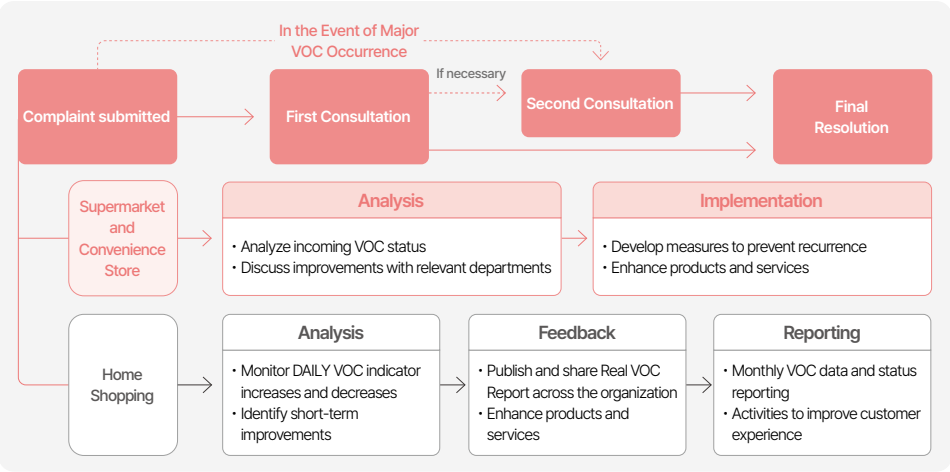 In the Event of Major
VOC Occurrence
If necessary
Complaint submitted
First Consultation
Second Consultation
Final
Resolution
Supermarket
and
Convenience
Store
Analysis
• Analyze incoming VOC status
• Discuss improvements with relevant departments
Implementation
• Develop measures to prevent recurrence
• Enhance products and services
Home
Shopping
Analysis
• Monitor DAILY VOC indicator
increases and decreases
• Identify short-term
improvements
Feedback
• Publish and share Real VOC
Report across the organization
• Enhance products and
services
Reporting
• Monthly VOC data and status
reporting
• Activities to improve customer
experience